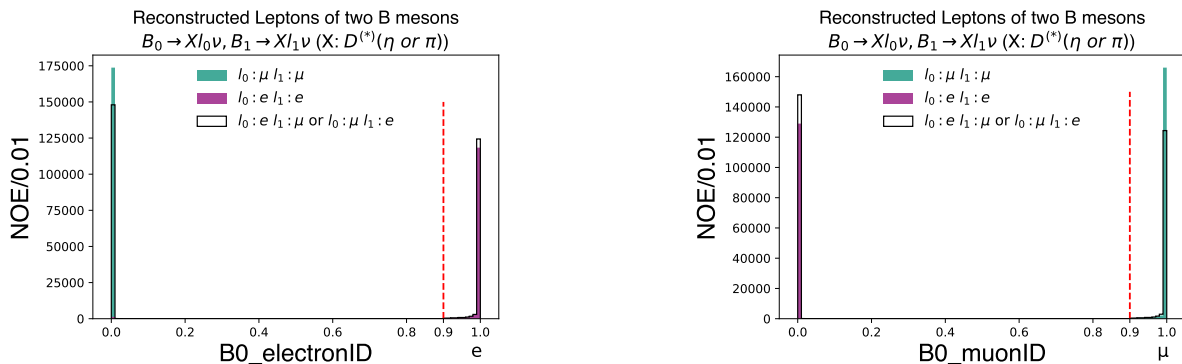 Reconstructed Leptons of two B mesons
B₀ → Xl₀ν, B₁ → Xl₁ν (X: D⁽*⁾(η or π))
175000
150000
125000
100000
75000
50000
25000
0
NOE/0.01
l₀ : μ l₁ : μ
l₀ : e l₁ : e
l₀ : e l₁ : μ or l₀ : μ l₁ : e
0.0 0.2 0.4 0.6 0.8 0.9 1.0
B0_electronID e
Reconstructed Leptons of two B mesons
B₀ → Xl₀ν, B₁ → Xl₁ν (X: D⁽*⁾(η or π))
160000
140000
120000
100000
80000
60000
40000
20000
0
NOE/0.01
l₀ : μ l₁ : μ
l₀ : e l₁ : e
l₀ : e l₁ : μ or l₀ : μ l₁ : e
0.0 0.2 0.4 0.6 0.8 0.9 1.0
B0_muonID μ